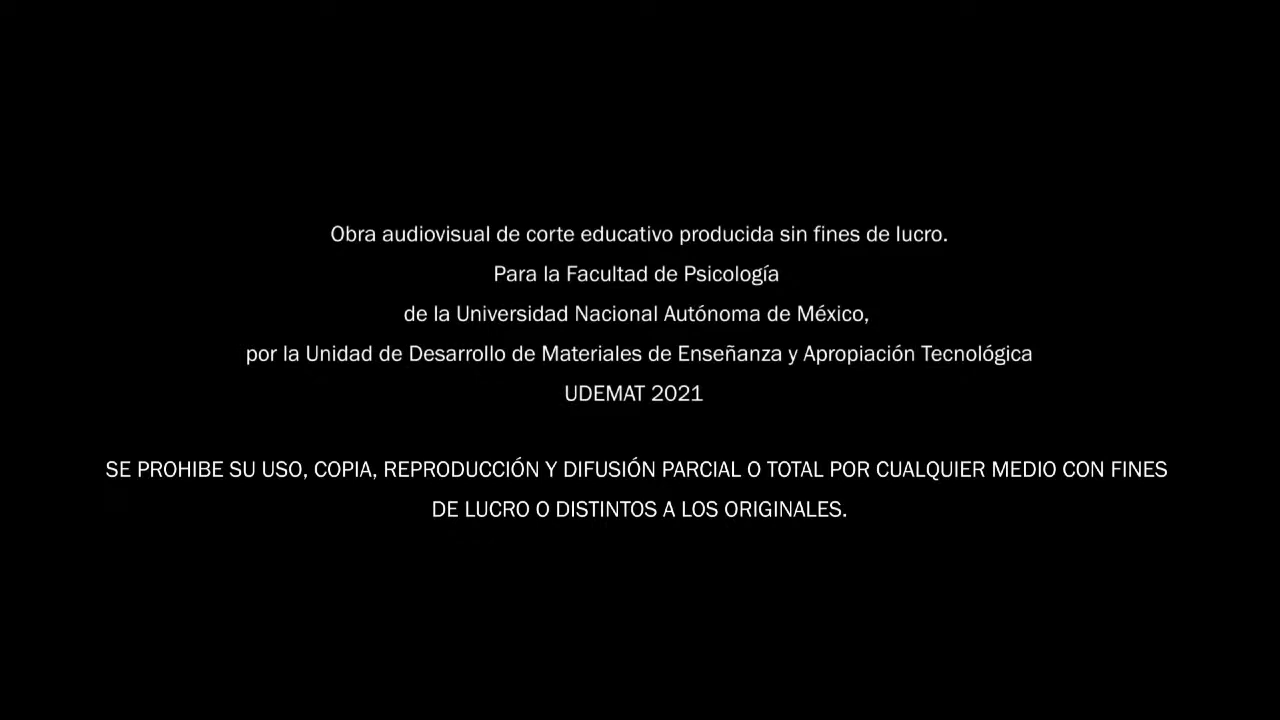 Obra audiovisual de corte educativo producida sin fines de lucro.
Para la Facultad de Psicología
de la Universidad Nacional Autónoma de México,
por la Unidad de Desarrollo de Materiales de Enseñanza y Apropiación Tecnológica
UDEMAT 2021
SE PROHIBE SU USO, COPIA, REPRODUCCIÓN Y DIFUSIÓN PARCIAL O TOTAL POR CUALQUIER MEDIO CON FINES
DE LUCRO O DISTINTOS A LOS ORIGINALES.